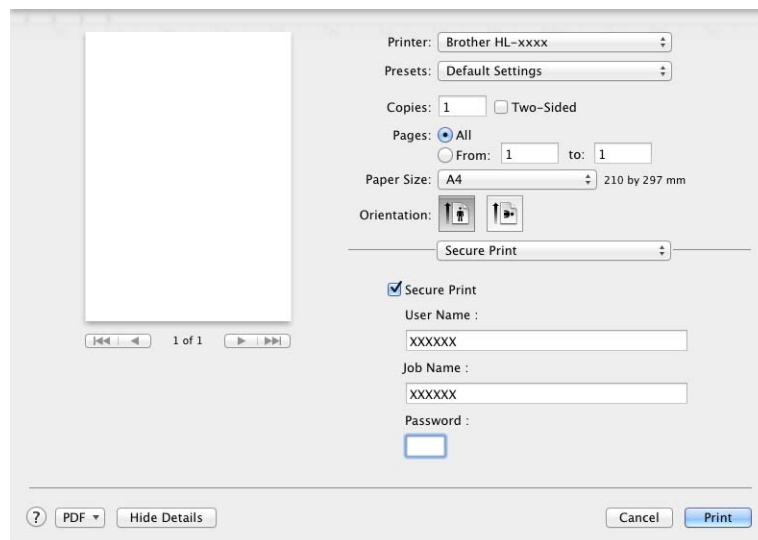 Printer: Brother HL-xxxx
Presets: Default Settings
Copies: 1 Two-Sided
Pages: All
From: 1 to: 1
Paper Size: A4 210 by 297 mm
Orientation:
Secure Print
Secure Print
User Name :
XXXXXX
Job Name :
XXXXXX
Password :
1 of 1
? PDF Hide Details Cancel Print